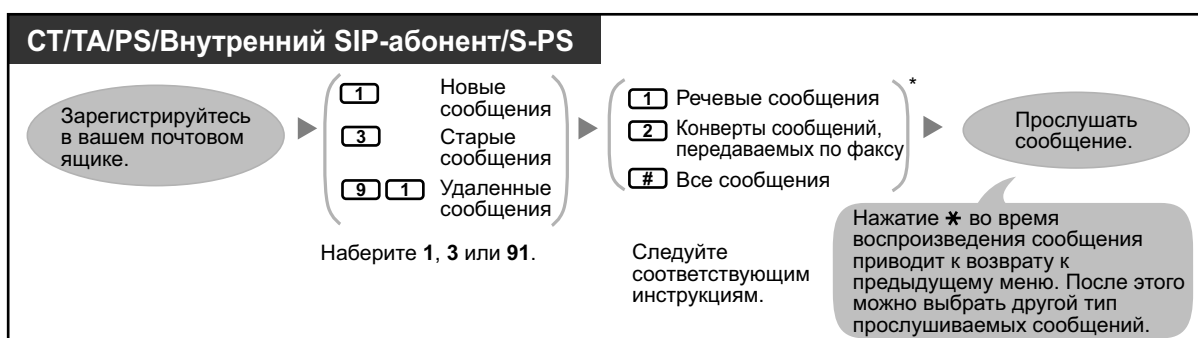 СТ/ТА/PS/Внутренний SIP-абонент/S-PS
Зарегистрируйтесь
в вашем почтовом
ящике.
1 Новые
сообщения
3 Старые
сообщения
9 1 Удаленные
сообщения
Наберите 1, 3 или 91.
*
1 Речевые сообщения
2 Конверты сообщений,
передаваемых по факсу
# Все сообщения
Следуйте
соответствующим
инструкциям.
Прослушать
сообщение.
Нажатие * во время
воспроизведения сообщения
приводит к возврату к
предыдущему меню. После этого
можно выбрать другой тип
прослушиваемых сообщений.